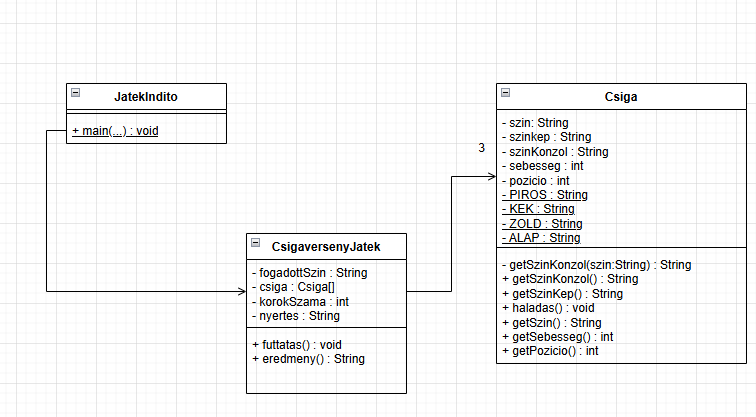 JatekIndito
+ main(...) : void
CsigaversenyJatek
- fogadottSzin : String
- csiga : Csiga[]
- korokSzama : int
- nyertes : String
+ futtatas() : void
+ eredmeny() : String
3
Csiga
- szin: String
- szinkep : String
- szinKonzol : String
- sebesseg : int
- pozicio : int
- PIROS : String
- KEK : String
- ZOLD : String
- ALAP : String
- getSzinKonzol(szin:String) : String
+ getSzinKonzol() : String
+ getSzinKep() : String
+ haladas() : void
+ getSzin() : String
+ getSebesseg() : int
+ getPozicio() : int